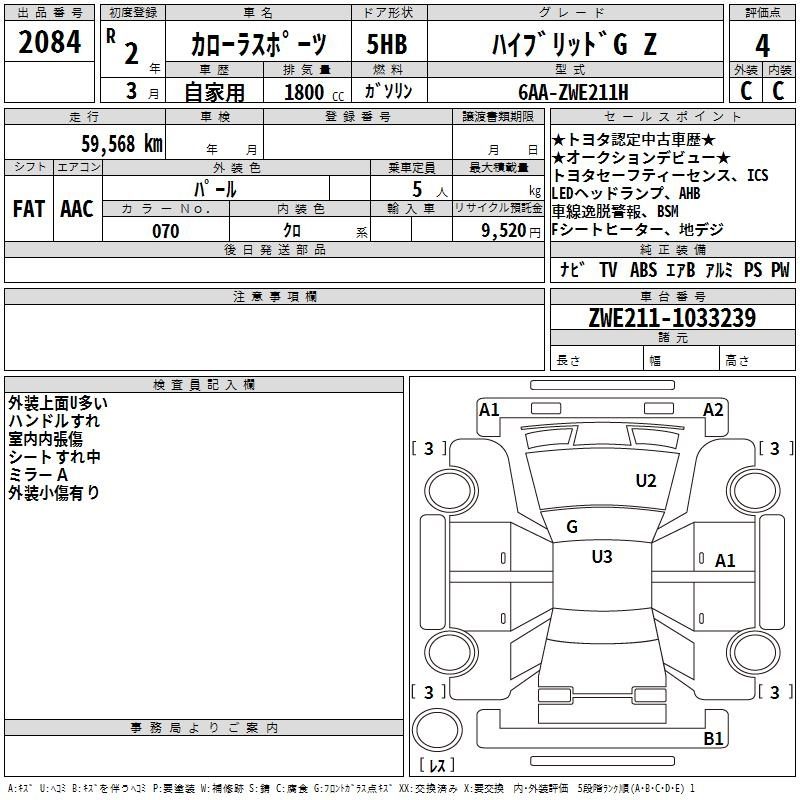 出品番号
2084
初度登録
R 2 年
3 月
車名
カローラスポーツ
ドア形状
5HB
グレード
ハイブリッドG Z
評価点
4
外装 内装
C C
車歴
自家用
排気量
1800 CC
燃料
ガソリン
型式
6AA-ZWE211H
走行
59,568 km
車検
年 月
登録番号
譲渡書類期限
月 日
シフト
FAT
エアコン
AAC
外装色
パール
乗車定員
5 人
最大積載量
kg
カラーNo.
070
内装色
クロ 系
輸入車
リサイクル預託金
9,520 円
後日発送部品
セールスポイント
★トヨタ認定中古車歴★
★オークションデビュー★
トヨタセーフティーセンス、ICS
LEDヘッドランプ、AHB
車線逸脱警報、BSM
Fシートヒーター、地デジ
純正装備
ナビ TV ABS エアB アルミ PS PW
注意事項欄
車台番号
ZWE211-1033239
諸元
長さ 幅 高さ
検査員記入欄
外装上面U多い
ハンドルすれ
室内内張傷
シートすれ中
ミラーA
外装小傷有り
事務局よりご案内
A1 A2
[ 3 ] [ 3 ]
U2
G
U3
A1
[ 3 ] [ 3 ]
B1
[ レス ]
A:キズ U:ヘコミ B:キズを伴うヘコミ P:要塗装 W:補修跡 S:錆 C:腐食 G:フロントガラス点キズ XX:交換済み X:要交換 内・外装評価 5段階ランク順(A・B・C・D・E) 1